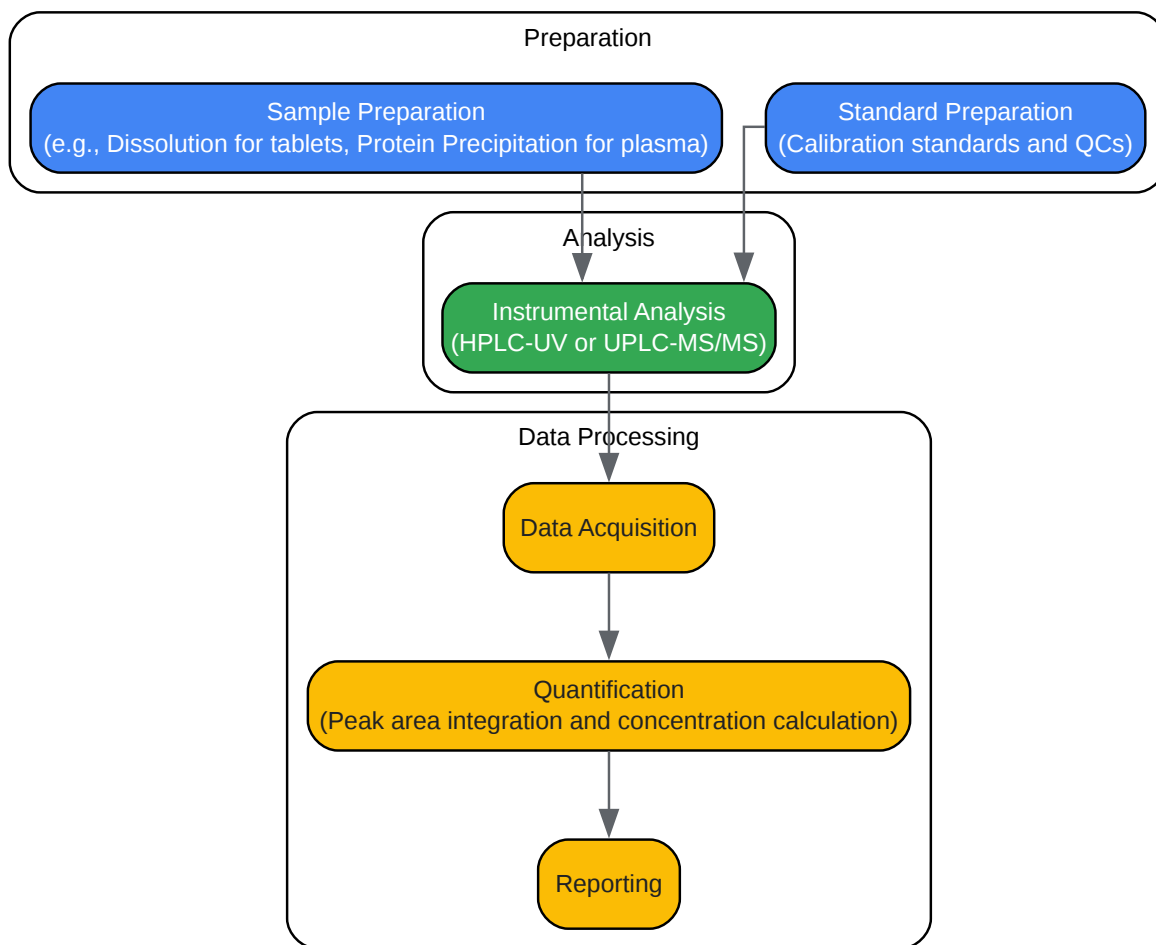 Preparation
Sample Preparation
(e.g., Dissolution for tablets, Protein Precipitation for plasma)
Standard Preparation
(Calibration standards and QCs)
Analysis
Instrumental Analysis
(HPLC-UV or UPLC-MS/MS)
Data Processing
Data Acquisition
Quantification
(Peak area integration and concentration calculation)
Reporting